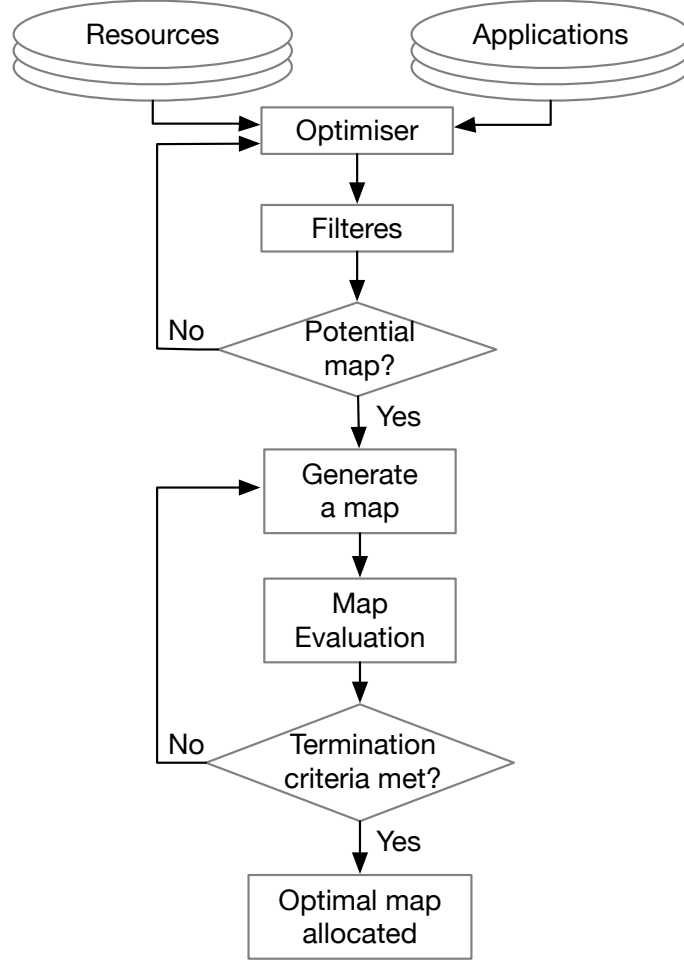 Resources
Applications
Optimiser
Filteres
Potential
map?
No
Yes
Generate
a map
Map
Evaluation
Termination
criteria met?
No
Yes
Optimal map
allocated